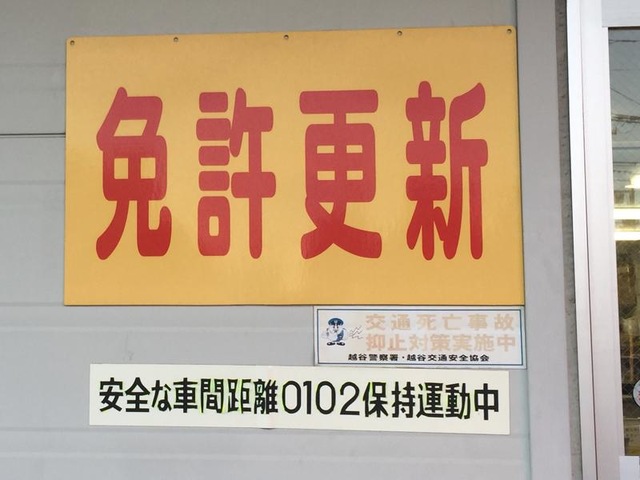 免許更新
交通死亡事故
抑止対策実施中
越谷警察署・越谷交通安全協会
安全な車間距離0102保持運動中